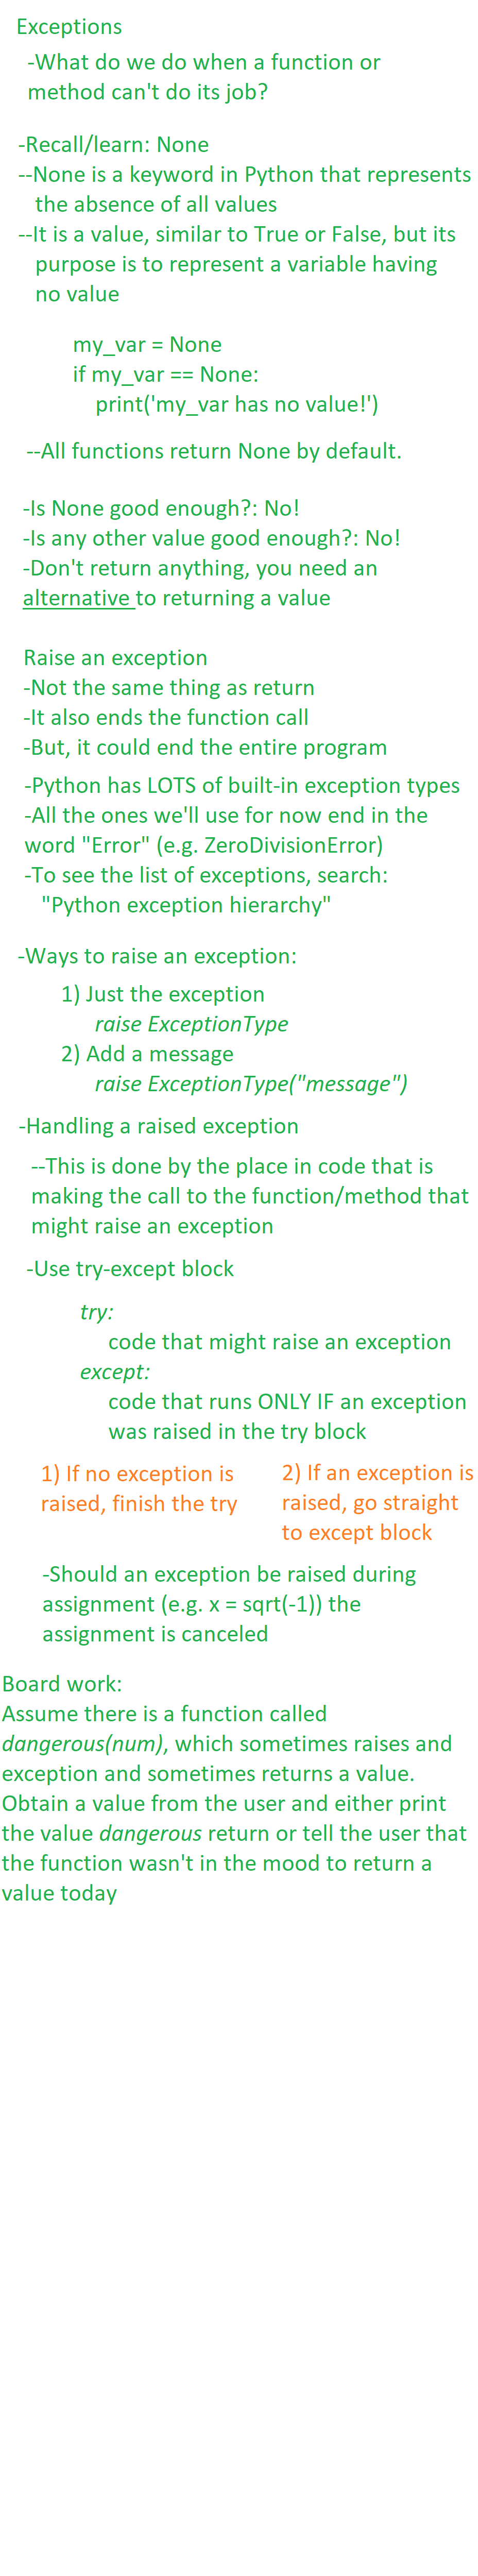 Exceptions
-What do we do when a function or
method can't do its job?
-Recall/learn: None
--None is a keyword in Python that represents
the absence of all values
--It is a value, similar to True or False, but its
purpose is to represent a variable having
no value
my_var = None
if my_var == None:
print('my_var has no value!')
--All functions return None by default.
-Is None good enough?: No!
-Is any other value good enough?: No!
-Don't return anything, you need an
alternative to returning a value
Raise an exception
-Not the same thing as return
-It also ends the function call
-But, it could end the entire program
-Python has LOTS of built-in exception types
-All the ones we'll use for now end in the
word "Error" (e.g. ZeroDivisionError)
-To see the list of exceptions, search:
"Python exception hierarchy"
-Ways to raise an exception:
1) Just the exception
raise ExceptionType
2) Add a message
raise ExceptionType("message")
-Handling a raised exception
--This is done by the place in code that is
making the call to the function/method that
might raise an exception
-Use try-except block
try:
code that might raise an exception
except:
code that runs ONLY IF an exception
was raised in the try block
1) If no exception is
raised, finish the try
2) If an exception is
raised, go straight
to except block
-Should an exception be raised during
assignment (e.g. x = sqrt(-1)) the
assignment is canceled
Board work:
Assume there is a function called
dangerous(num), which sometimes raises and
exception and sometimes returns a value.
Obtain a value from the user and either print
the value dangerous return or tell the user that
the function wasn't in the mood to return a
value today